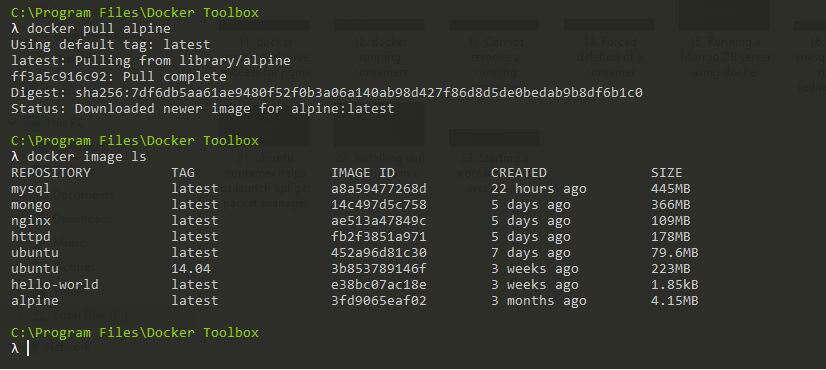 C:\Program Files\Docker Toolbox
λ docker pull alpine
Using default tag: latest
latest: Pulling from library/alpine
ff3a5c916c92: Pull complete
Digest: sha256:7df6db5aa61ae9480f52f0b3a06a140ab98d427f86d8d5de0bedab9b8df6b1c0
Status: Downloaded newer image for alpine:latest
C:\Program Files\Docker Toolbox
λ docker image ls
REPOSITORY TAG IMAGE ID CREATED SIZE
mysql latest a8a59477268d 22 hours ago 445MB
mongo latest 14c497d5c758 5 days ago 366MB
nginx latest ae513a47849c 5 days ago 109MB
httpd latest fb2f3851a971 5 days ago 178MB
ubuntu latest 452a96d81c30 7 days ago 79.6MB
ubuntu 14.04 3b853789146f 3 weeks ago 223MB
hello-world latest e38bc07ac18e 3 weeks ago 1.85kB
alpine latest 3fd9065eaf02 3 months ago 4.15MB
C:\Program Files\Docker Toolbox
λ